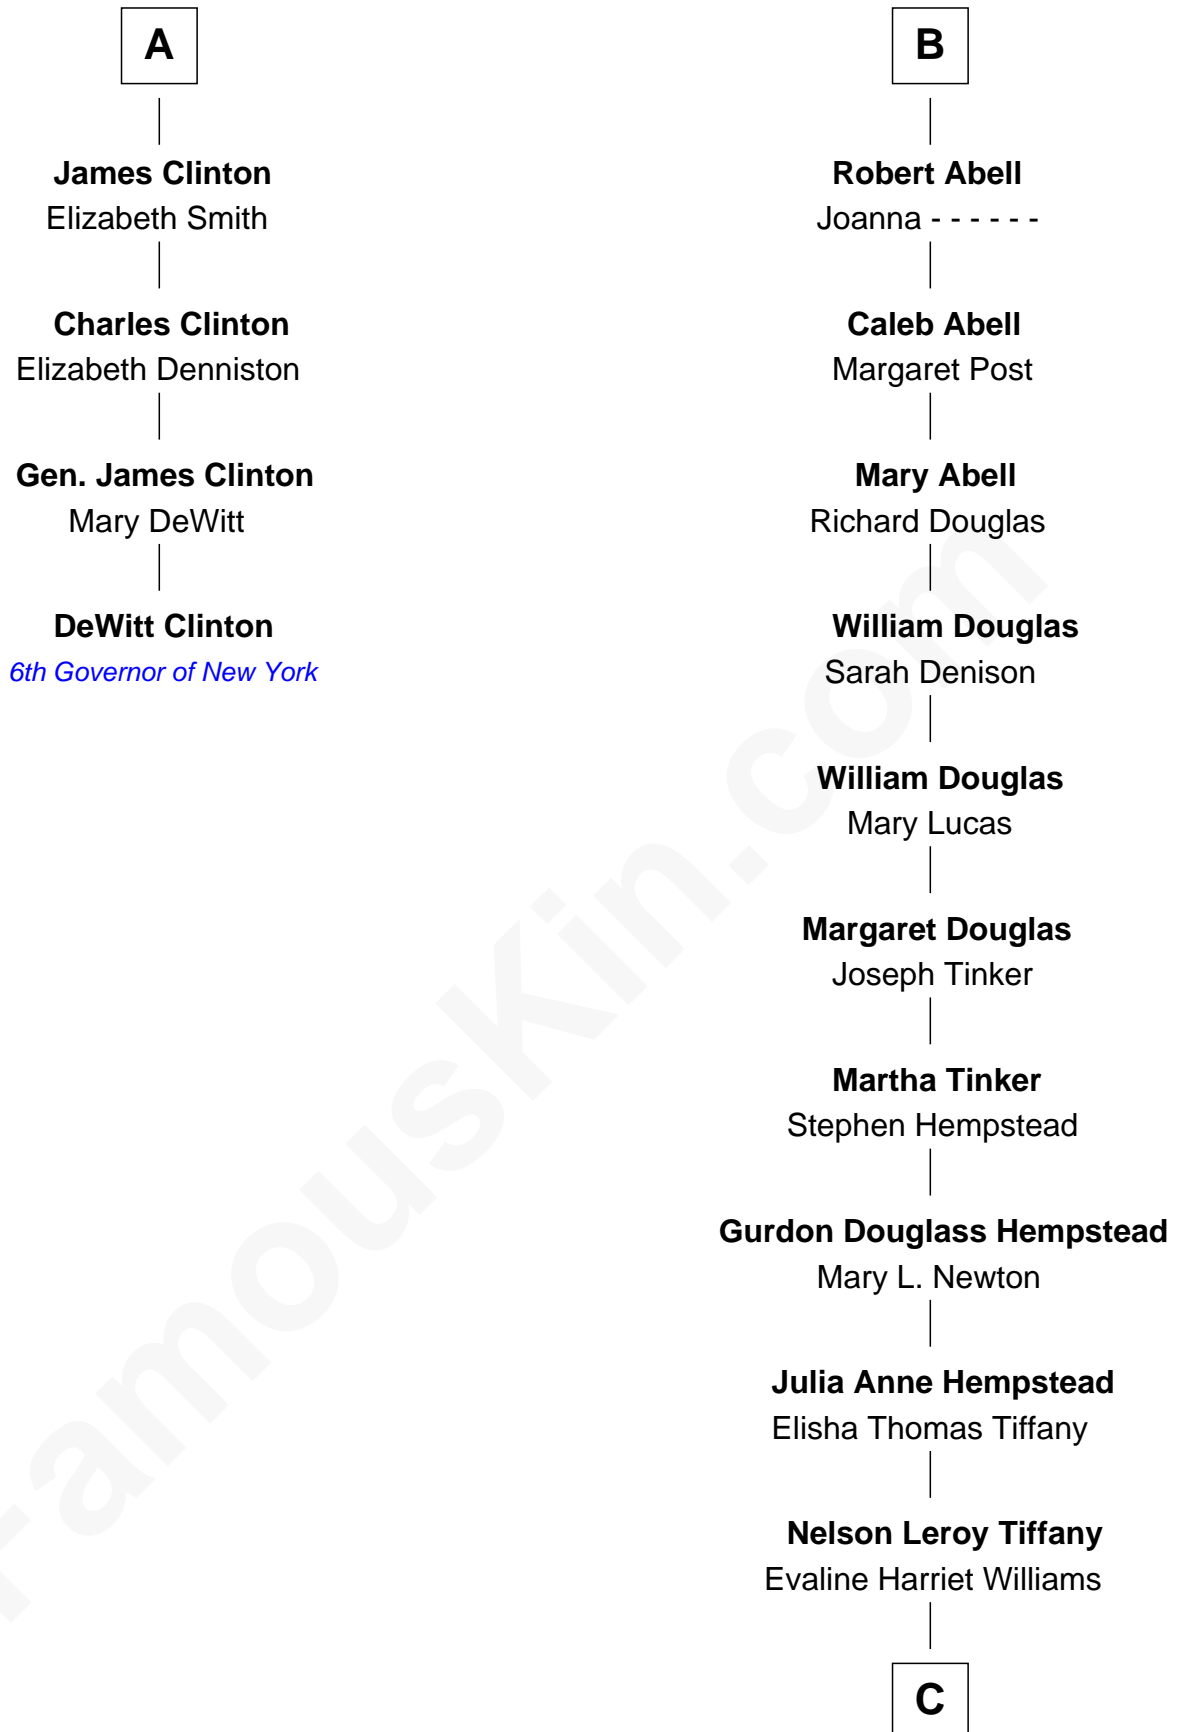 A
James Clinton
Elizabeth Smith
Charles Clinton
Elizabeth Denniston
Gen. James Clinton
Mary DeWitt
DeWitt Clinton
6th Governor of New York
B
Robert Abell
Joanna - - - - - -
Caleb Abell
Margaret Post
Mary Abell
Richard Douglas
William Douglas
Sarah Denison
William Douglas
Mary Lucas
Margaret Douglas
Joseph Tinker
Martha Tinker
Stephen Hempstead
Gurdon Douglass Hempstead
Mary L. Newton
Julia Anne Hempstead
Elisha Thomas Tiffany
Nelson Leroy Tiffany
Evaline Harriet Williams
C
FamousKin.com